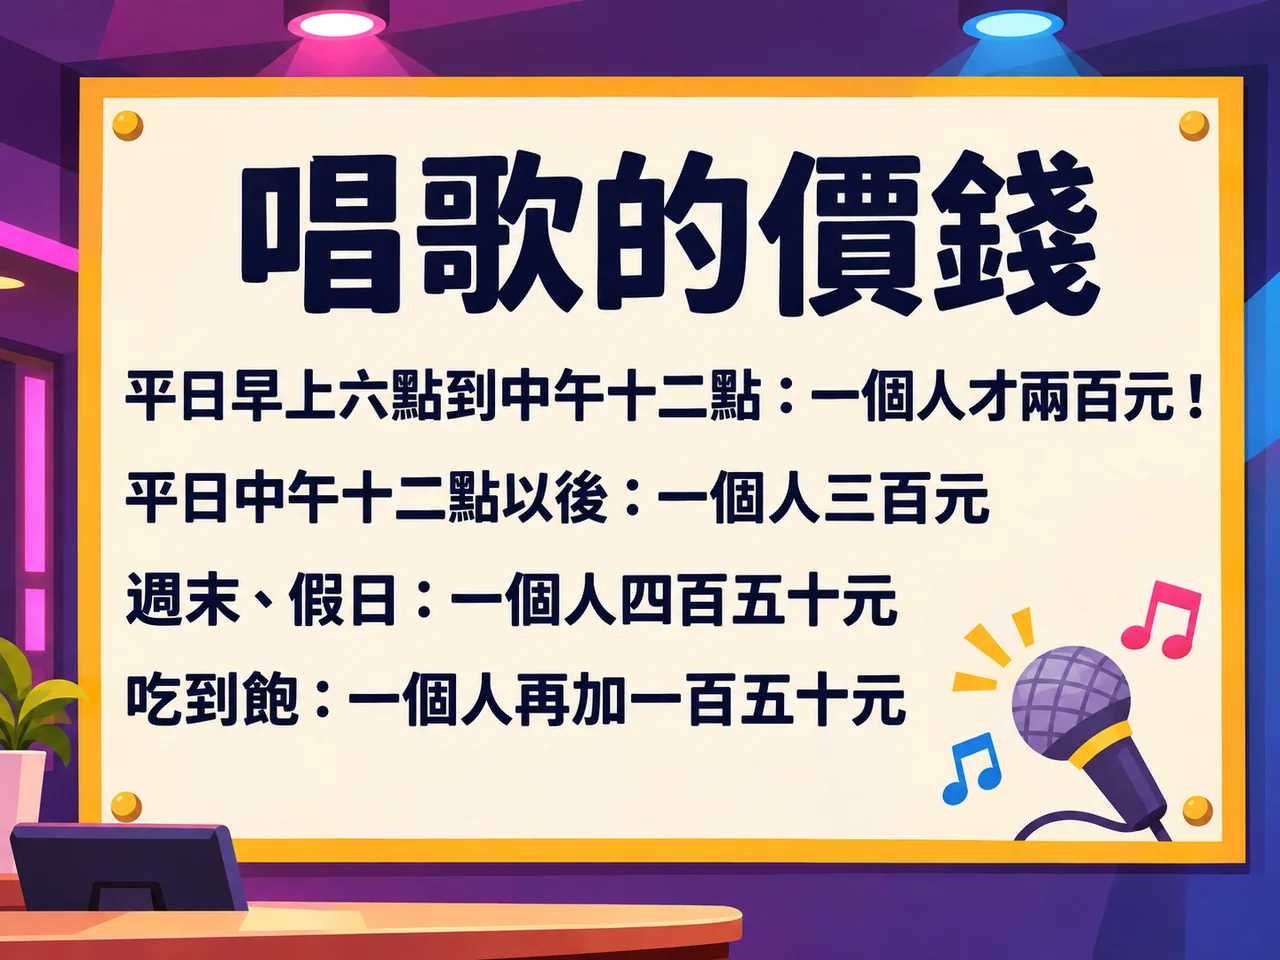 唱歌的價錢
平日早上六點到中午十二點：一個人才兩百元！
平日中午十二點以後：一個人三百元
週末、假日：一個人四百五十元
吃到飽：一個人再加一百五十元